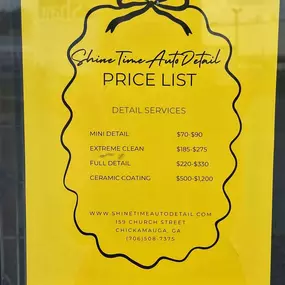 Shine Time Auto Detail
PRICE LIST
DETAIL SERVICES
MINI DETAIL $70-$90
EXTREME CLEAN $185-$275
FULL DETAIL $220-$330
CERAMIC COATING $500-$1,200
WWW.SHINETIMEAUTODETAIL.COM
159 CHURCH STREET
CHICKAMAUGA, GA
(706)508-7375